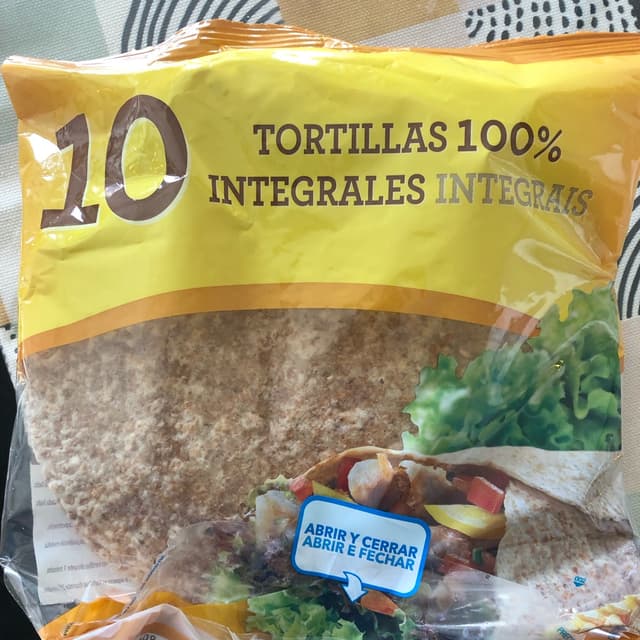 10
TORTILLAS 100%
INTEGRALES INTEGRAIS
ABRIR Y CERRAR
ABRIR E FECHAR